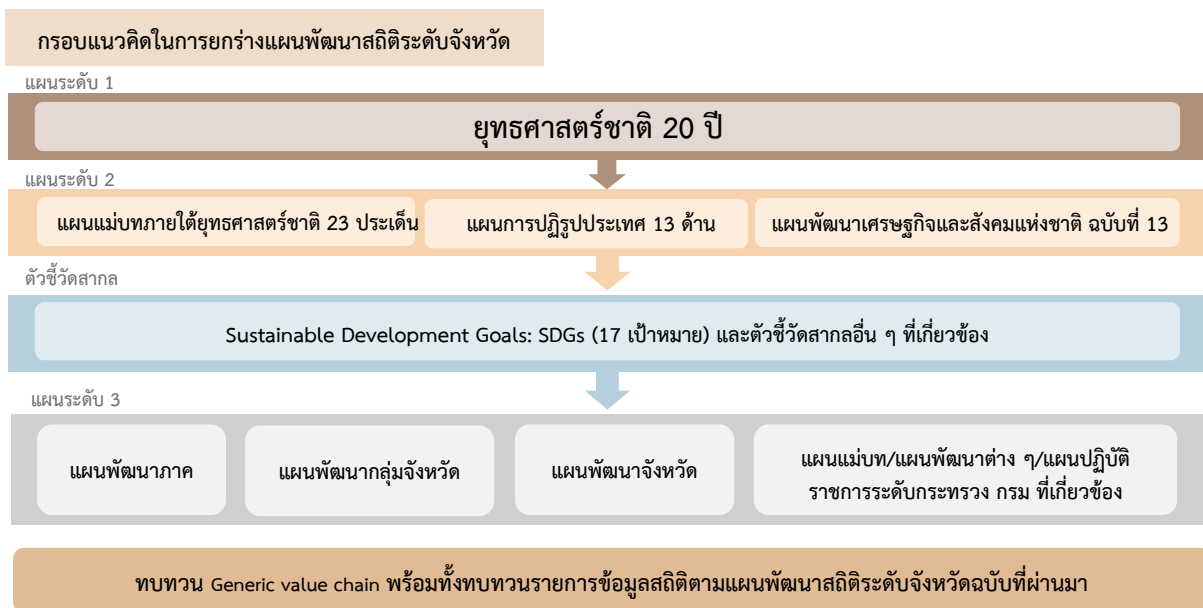 กรอบแนวคิดในการยกร่างแผนพัฒนาสถิติระดับจังหวัด
แผนระดับ 1
ยุทธศาสตร์ชาติ 20 ปี
แผนระดับ 2
แผนแม่บทภายใต้ยุทธศาสตร์ชาติ 23 ประเด็น
แผนการปฏิรูปประเทศ 13 ด้าน
แผนพัฒนาเศรษฐกิจและสังคมแห่งชาติ ฉบับที่ 13
ตัวชี้วัดสากล
Sustainable Development Goals: SDGs (17 เป้าหมาย) และตัวชี้วัดสากลอื่น ๆ ที่เกี่ยวข้อง
แผนระดับ 3
แผนพัฒนาภาค
แผนพัฒนากลุ่มจังหวัด
แผนพัฒนาจังหวัด
แผนแม่บท/แผนพัฒนาต่าง ๆ/แผนปฏิบัติ
ราชการระดับกระทรวง กรม ที่เกี่ยวข้อง
ทบทวน Generic value chain พร้อมทั้งทบทวนรายการข้อมูลสถิติตามแผนพัฒนาสถิติระดับจังหวัดฉบับที่ผ่านมา